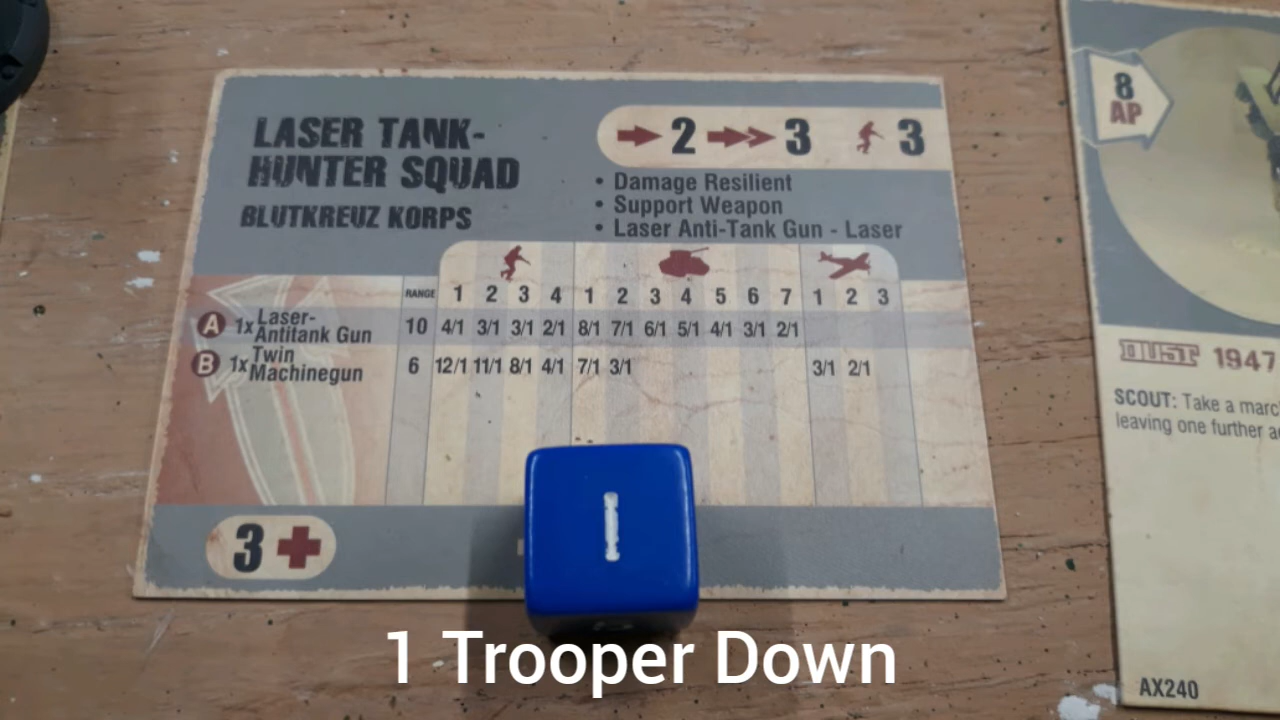 LASER TANK-
HUNTER SQUAD
BLUTKREUZ KORPS
2 3 3
• Damage Resilient
• Support Weapon
• Laser Anti-Tank Gun - Laser
RANGE 1 2 3 4 1 2 3 4 5 6 7 1 2 3
A 1x Laser-Antitank Gun 10 4/1 3/1 3/1 2/1 8/1 7/1 6/1 5/1 4/1 3/1 2/1
B 1x Twin Machinegun 6 12/1 11/1 8/1 4/1 7/1 3/1 3/1 2/1
3
1
8
AP
DUST 1947
SCOUT: Take a marc
leaving one further a
AX240
1 Trooper Down